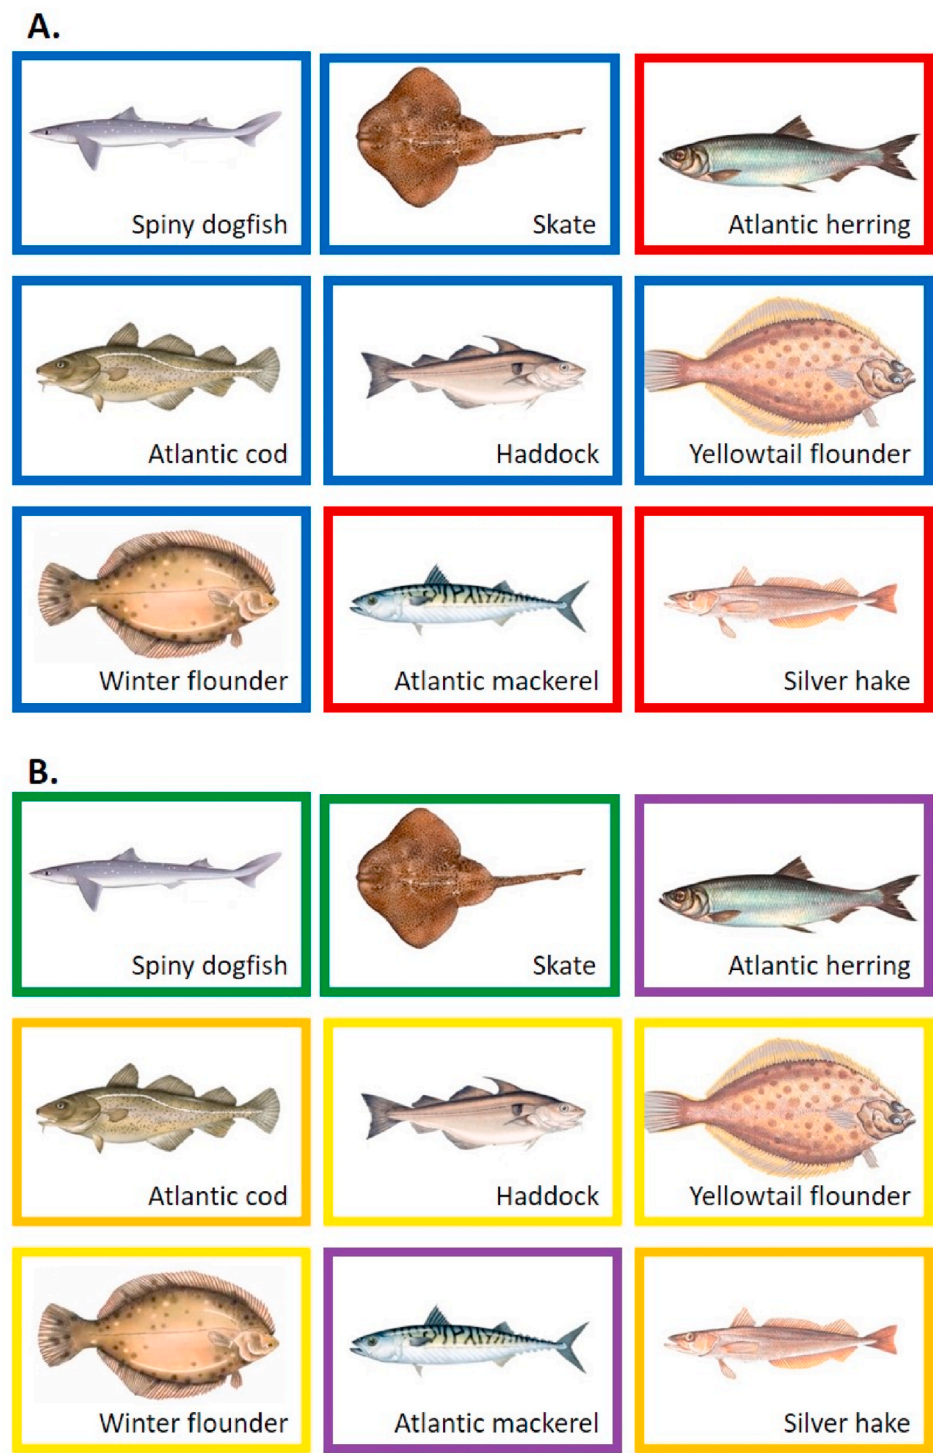 A.
Spiny dogfish
Skate
Atlantic herring
Atlantic cod
Haddock
Yellowtail flounder
Winter flounder
Atlantic mackerel
Silver hake
B.
Spiny dogfish
Skate
Atlantic herring
Atlantic cod
Haddock
Yellowtail flounder
Winter flounder
Atlantic mackerel
Silver hake